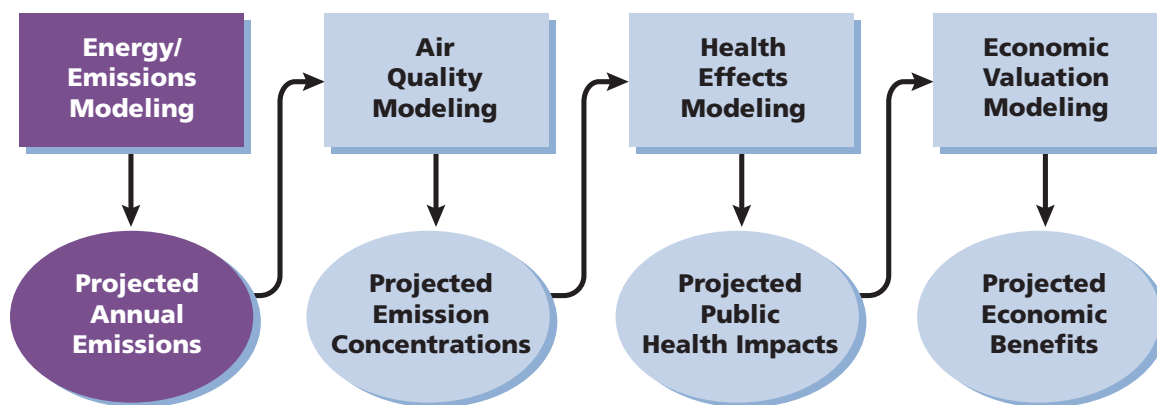 Energy/
Emissions
Modeling
Air
Quality
Modeling
Health
Effects
Modeling
Economic
Valuation
Modeling
Projected
Annual
Emissions
Projected
Emission
Concentrations
Projected
Public
Health Impacts
Projected
Economic
Benefits